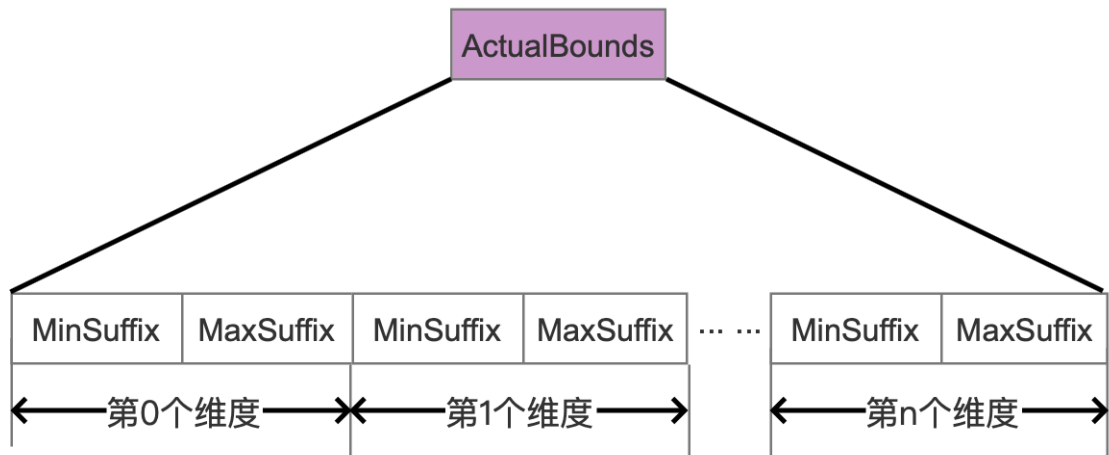 ActualBounds
MinSuffix MaxSuffix MinSuffix MaxSuffix ... ... MinSuffix MaxSuffix
第0个维度 第1个维度 第n个维度